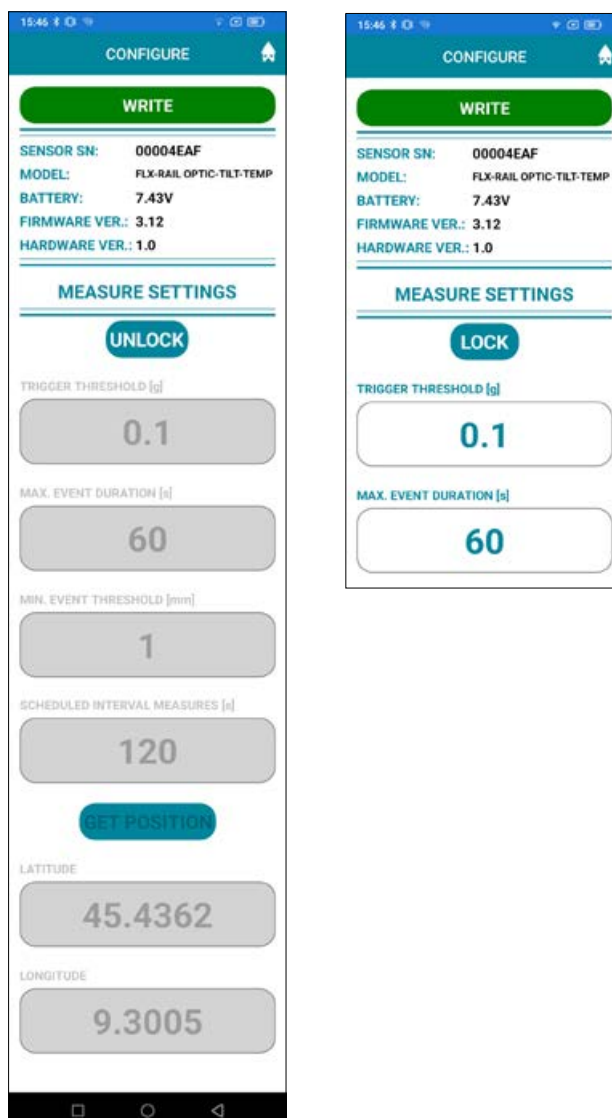 15:46
CONFIGURE
WRITE
SENSOR SN: 00004EAF
MODEL: FLX-RAIL OPTIC-TILT-TEMP
BATTERY: 7.43V
FIRMWARE VER.: 3.12
HARDWARE VER.: 1.0
MEASURE SETTINGS
UNLOCK
TRIGGER THRESHOLD [g]
0.1
MAX. EVENT DURATION [s]
60
MIN. EVENT THRESHOLD [mm]
1
SCHEDULED INTERVAL MEASURES [s]
120
GET POSITION
LATITUDE
45.4362
LONGITUDE
9.3005
15:46
CONFIGURE
WRITE
SENSOR SN: 00004EAF
MODEL: FLX-RAIL OPTIC-TILT-TEMP
BATTERY: 7.43V
FIRMWARE VER.: 3.12
HARDWARE VER.: 1.0
MEASURE SETTINGS
LOCK
TRIGGER THRESHOLD [g]
0.1
MAX. EVENT DURATION [s]
60